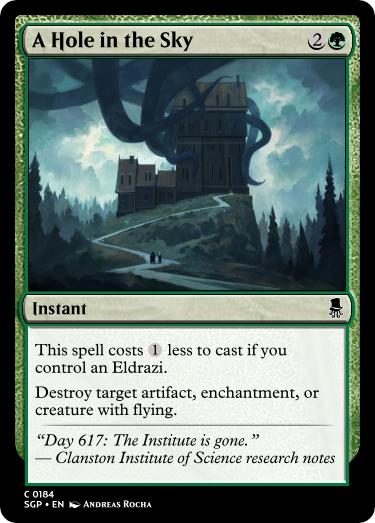 A Hole in the Sky 2
Instant
This spell costs 1 less to cast if you
control an Eldrazi.
Destroy target artifact, enchantment, or
creature with flying.
“Day 617: The Institute is gone.”
— Clanston Institute of Science research notes
C 0184
SGP • EN Andreas Rocha